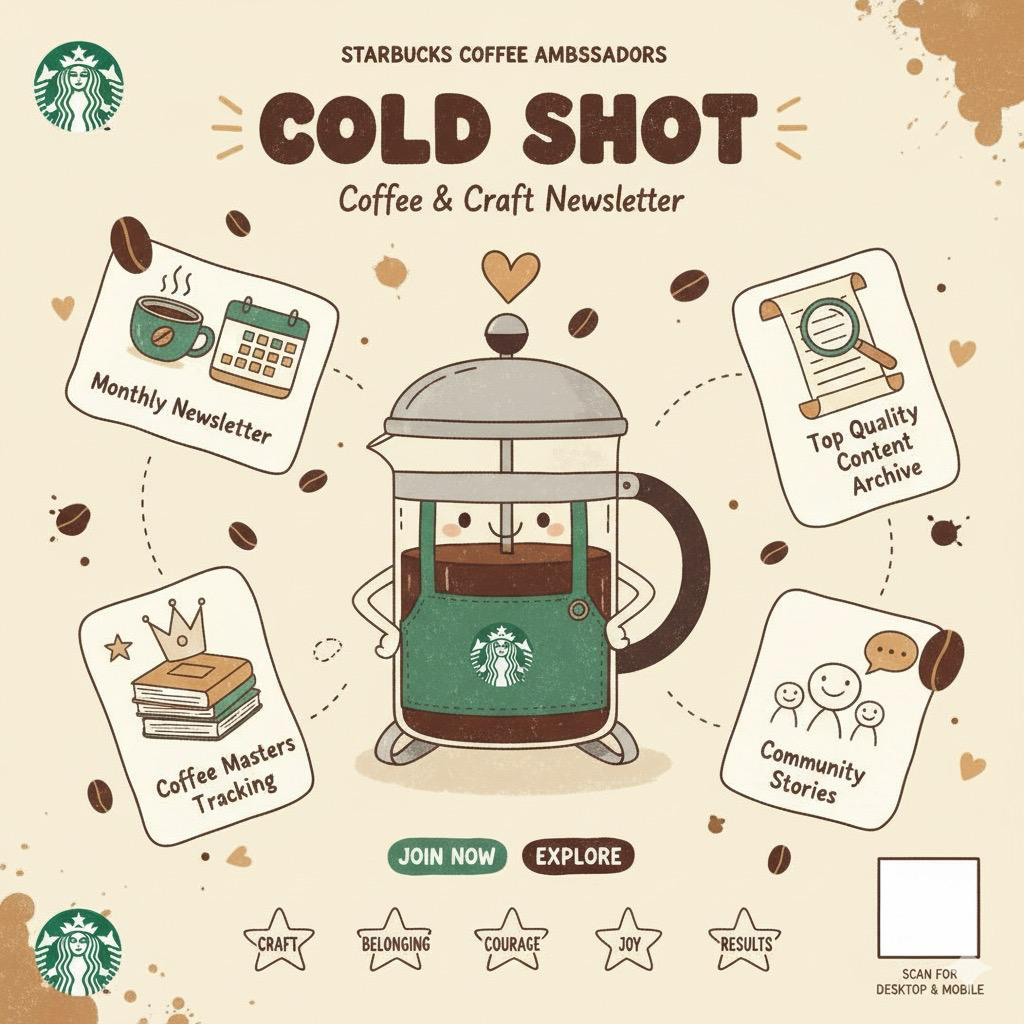 STARBUCKS COFFEE AMBSSADORS
COLD SHOT
Coffee & Craft Newsletter
Monthly Newsletter
Top Quality
Content
Archive
Coffee Masters
Tracking
Community
Stories
JOIN NOW
EXPLORE
CRAFT
BELONGING
COURAGE
JOY
RESULTS
SCAN FOR
DESKTOP & MOBILE